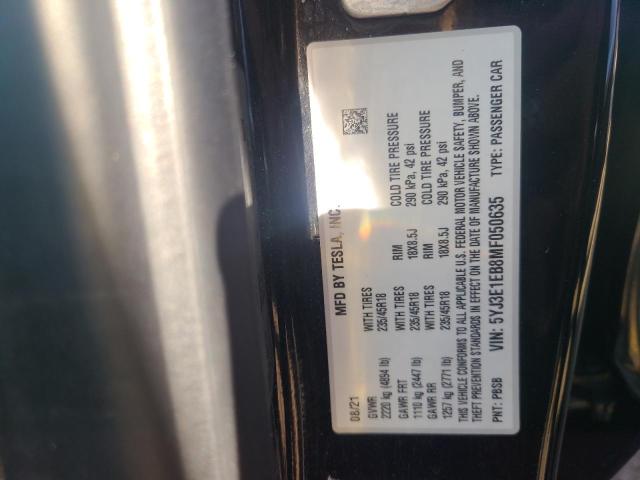 MFD BY TESLA, INC.
08/21
GVWR
2220 kg (4894 lb)
GAWR FRT WITH TIRES RIM COLD TIRE PRESSURE
1110 kg (2447 lb) 235/45R18 18X8.5J 290 kPa, 42 psi
GAWR RR WITH TIRES RIM COLD TIRE PRESSURE
1257 kg (2771 lb) 235/45R18 18X8.5J 290 kPa, 42 psi
THIS VEHICLE CONFORMS TO ALL APPLICABLE U.S. FEDERAL MOTOR VEHICLE SAFETY, BUMPER, AND
THEFT PREVENTION STANDARDS IN EFFECT ON THE DATE OF MANUFACTURE SHOWN ABOVE.
PNT: PBSB VIN: 5YJ3E1EB8MF050635 TYPE: PASSENGER CAR